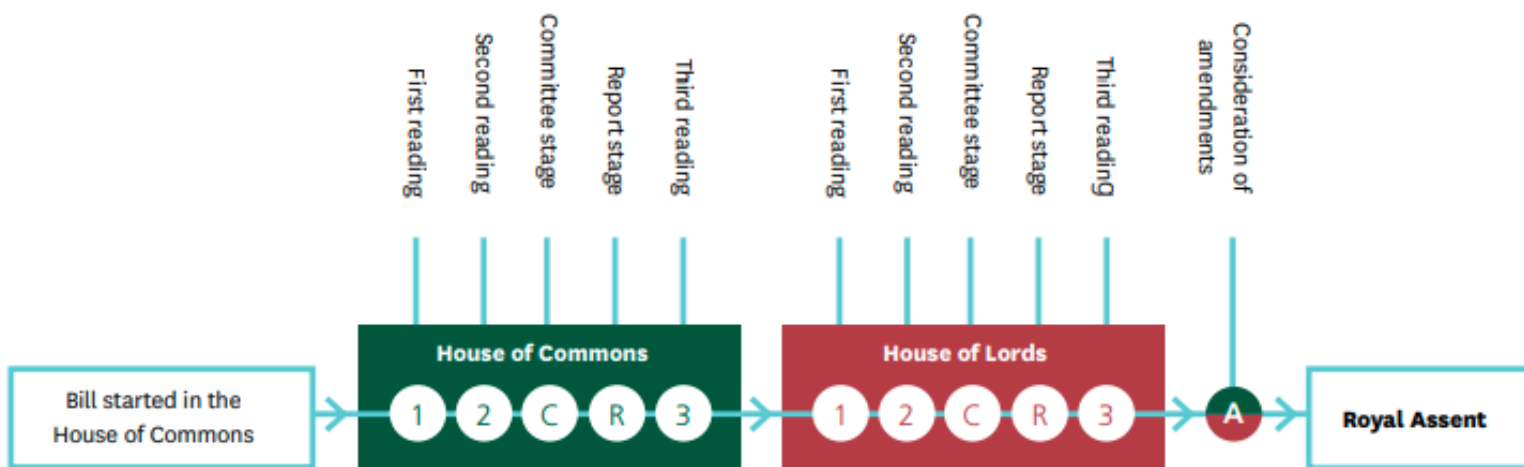 First reading
Second reading
Committee stage
Report stage
Third reading
First reading
Second reading
Committee stage
Report stage
Third reading
Consideration of
amendments
House of Commons
House of Lords
Bill started in the
House of Commons
1 2 C R 3
1 2 C R 3
A
Royal Assent